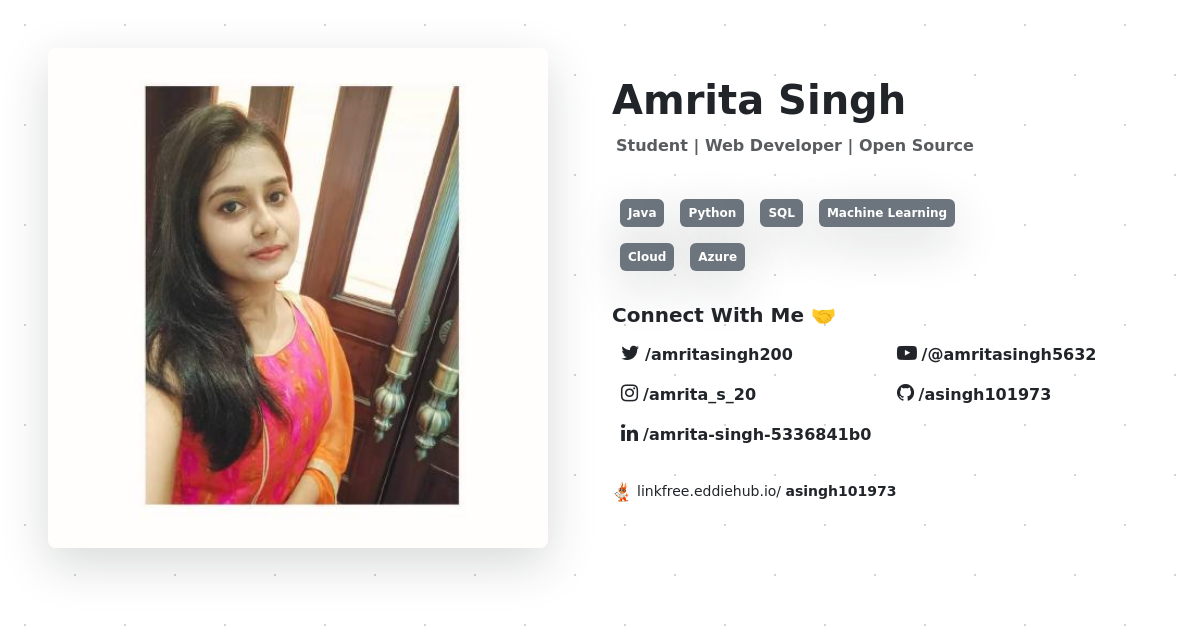 Amrita Singh
Student | Web Developer | Open Source
Java Python SQL Machine Learning
Cloud Azure
Connect With Me 🤝
/amritasingh200 /@amritasingh5632
/amrita_s_20 /asingh101973
/amrita-singh-5336841b0
linkfree.eddiehub.io/ asingh101973